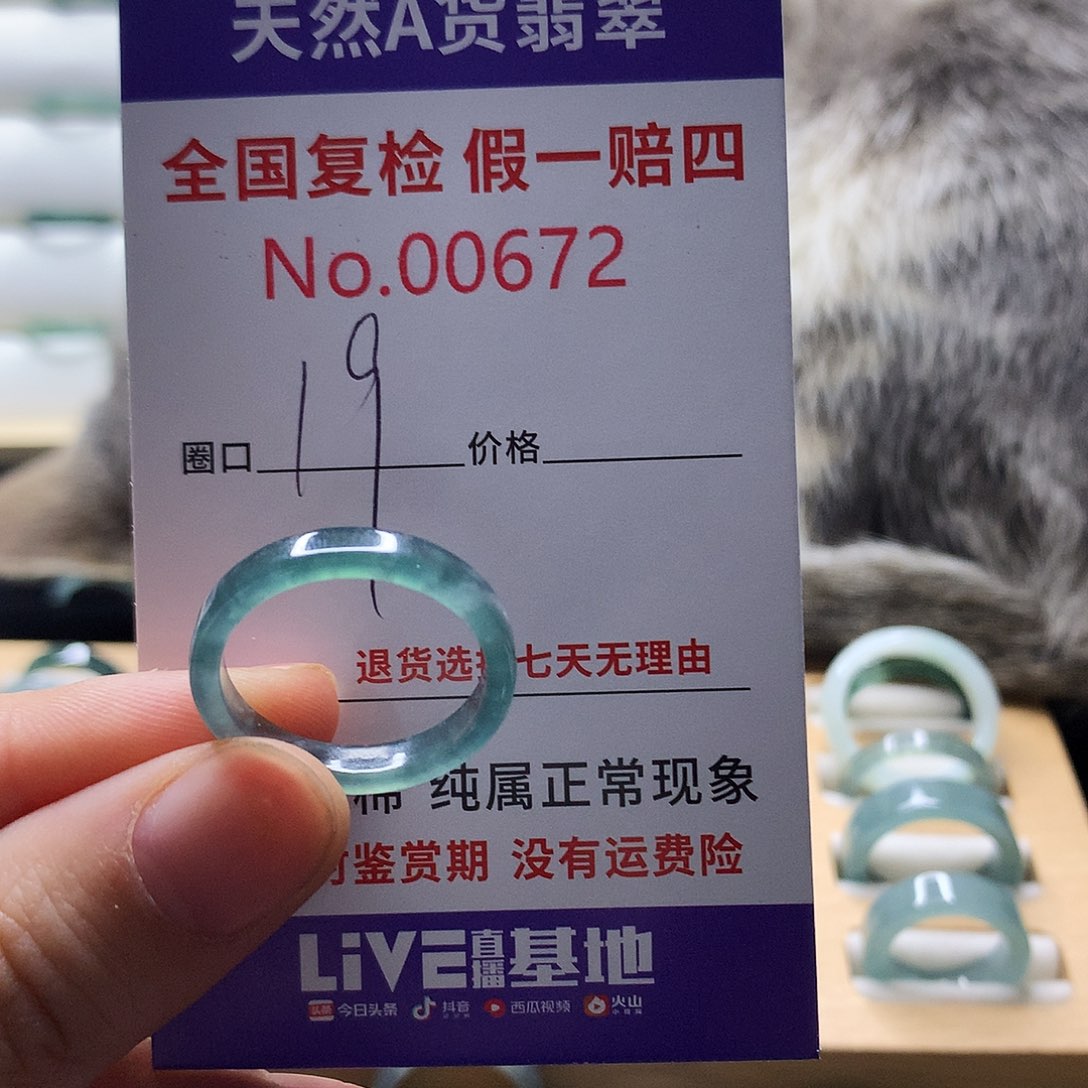 天然A货翡翠
全国复检 假一赔四
No.00672
圈口 19 价格
退货选 七天无理由
棉 纯属正常现象
鉴赏期 没有运费险
LiVE直播基地
头条 今日头条 抖音 西瓜视频 火山